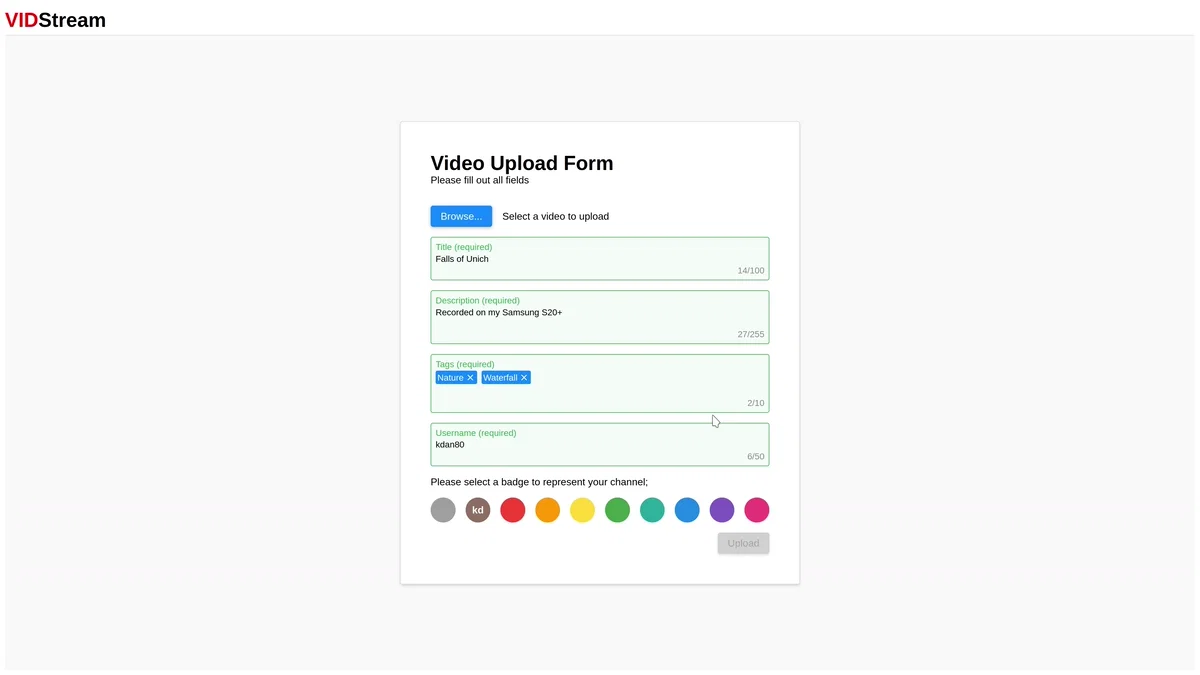 VIDStream
Video Upload Form
Please fill out all fields
Browse... Select a video to upload
Title (required)
Falls of Unich
14/100
Description (required)
Recorded on my Samsung S20+
27/255
Tags (required)
Nature ✕ Waterfall ✕
2/10
Username (required)
kdan80
6/50
Please select a badge to represent your channel;
kd
Upload